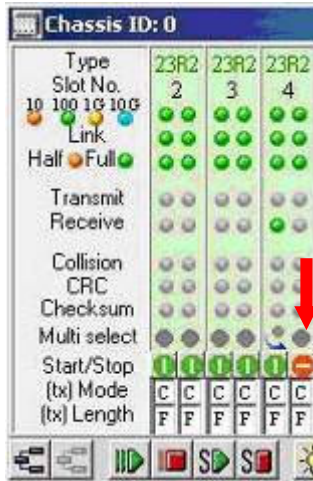 Chassis ID: 0
Type 23R2 23R2 23R2
Slot No. 2 3 4
10 100 1G 10G
Link
Half Full
Transmit
Receive
Collision
CRC
Checksum
Multi select
Start/Stop
(tx) Mode C C C C C C
(tx) Length F F F F F F
S S